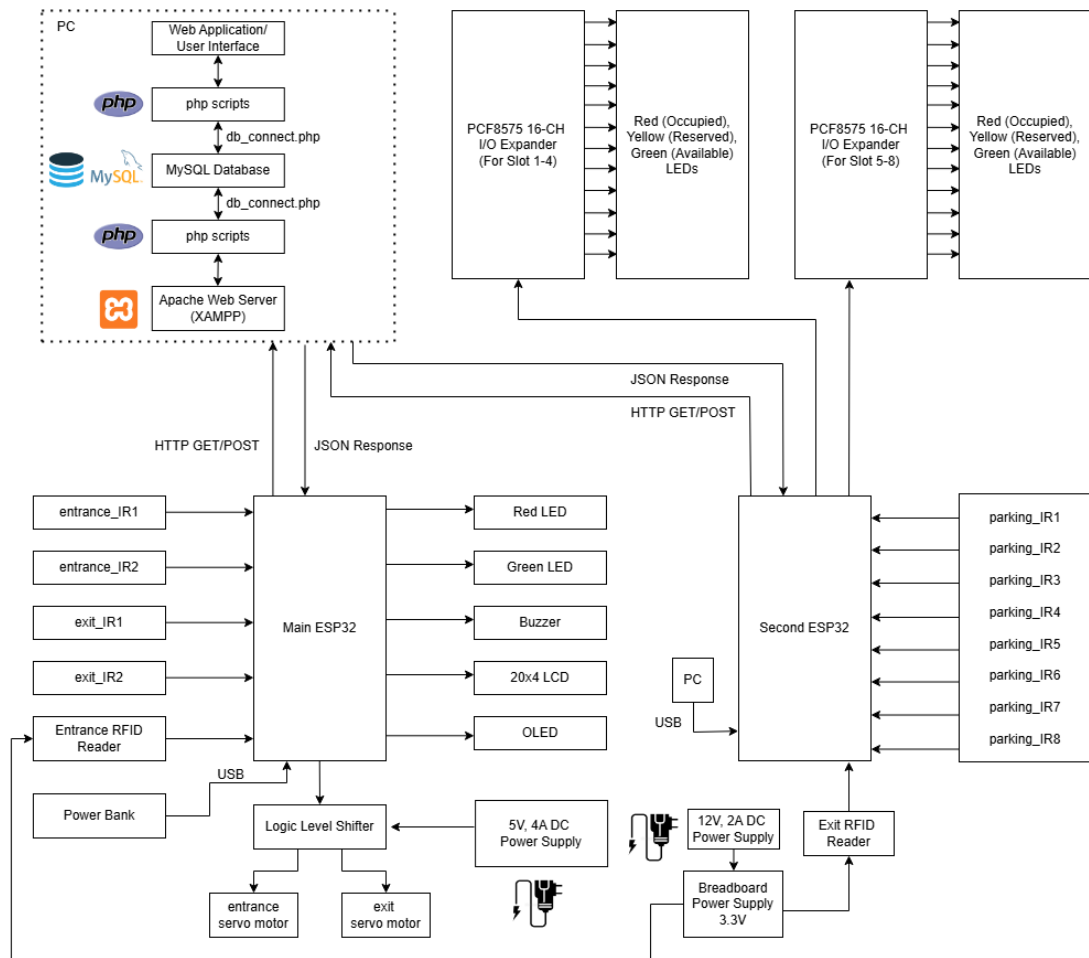 PC
Web Application/
User Interface
php
php scripts
db_connect.php
MySQL
MySQL Database
db_connect.php
php
php scripts
Apache Web Server
(XAMPP)
PCF8575 16-CH
I/O Expander
(For Slot 1-4)
Red (Occupied),
Yellow (Reserved),
Green (Available)
LEDs
PCF8575 16-CH
I/O Expander
(For Slot 5-8)
Red (Occupied),
Yellow (Reserved),
Green (Available)
LEDs
HTTP GET/POST
JSON Response
JSON Response
HTTP GET/POST
entrance_IR1
entrance_IR2
exit_IR1
exit_IR2
Entrance RFID
Reader
Power Bank
USB
Main ESP32
Red LED
Green LED
Buzzer
20x4 LCD
OLED
Logic Level Shifter
5V, 4A DC
Power Supply
entrance
servo motor
exit
servo motor
PC
USB
Second ESP32
parking_IR1
parking_IR2
parking_IR3
parking_IR4
parking_IR5
parking_IR6
parking_IR7
parking_IR8
12V, 2A DC
Power Supply
Exit RFID
Reader
Breadboard
Power Supply
3.3V